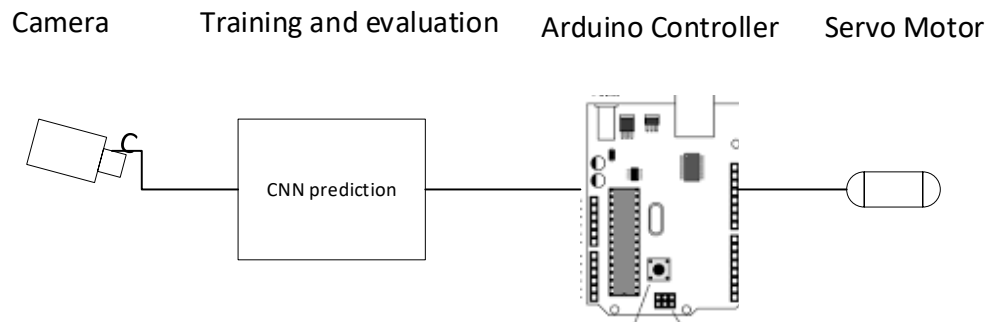 Camera
Training and evaluation
Arduino Controller
Servo Motor
CNN prediction